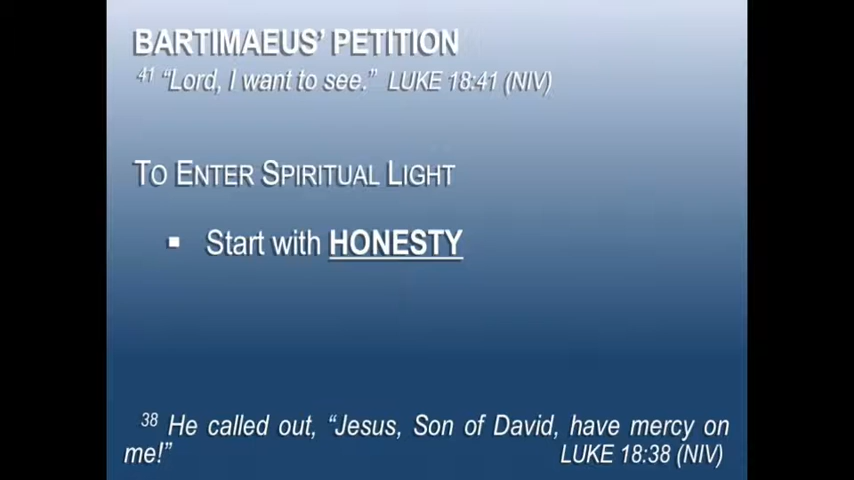 BARTIMAEUS’ PETITION
41 “Lord, I want to see.” LUKE 18:41 (NIV)
TO ENTER SPIRITUAL LIGHT
▪ Start with HONESTY
38 He called out, “Jesus, Son of David, have mercy on
me!” LUKE 18:38 (NIV)